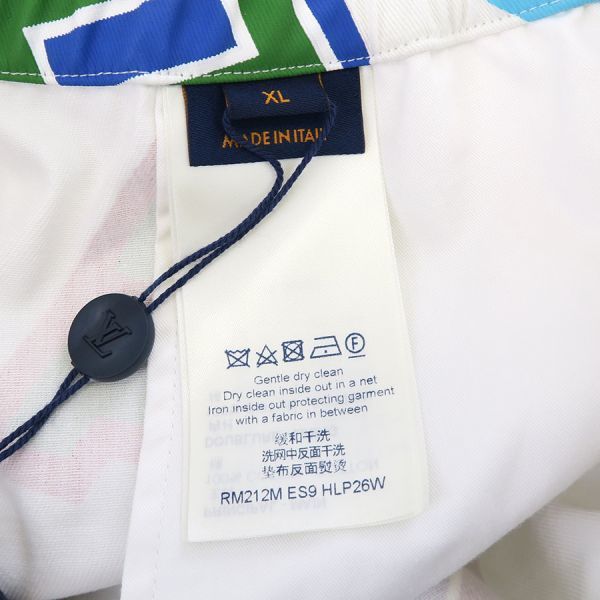 XL
MADE IN ITALY
LV
F
Gentle dry clean
Dry clean inside out in a net
Iron inside out protecting garment
with a fabric in between
缓和干洗
洗网中反面干洗
垫布反面熨烫
RM212M ES9 HLP26W